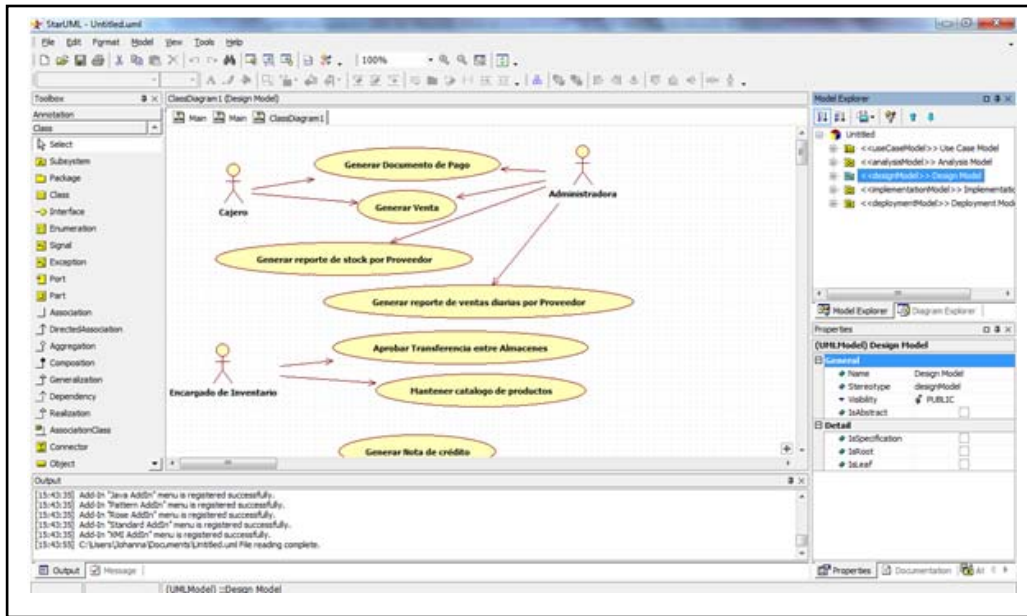 StarUML - Untitled.uml
File Edit Format Model View Tools Help
100%
Toolbox
Annotation
Class
Select
Subsystem
Package
Class
Interface
Enumeration
Signal
Exception
Port
Part
Association
DirectedAssociation
Aggregation
Composition
Generalization
Dependency
Realization
AssociationClass
Connector
Object
ClassDiagram1 (Design Model)
Main Main ClassDiagram1
Generar Documento de Pago
Cajero
Generar Venta
Administradora
Generar reporte de stock por Proveedor
Generar reporte de ventas diarias por Proveedor
Aprobar Transferencia entre Almacenes
Encargado de Inventario
Mantener catalogo de productos
Generar Nota de crédito
Model Explorer
Untitled
<<useCaseModel>> Use Case Model
<<analysisModel>> Analysis Model
<<designModel>> Design Model
<<implementationModel>> Implementatio
<<deploymentModel>> Deployment Mod
Model Explorer Diagram Explorer
Properties
(UMLModel) Design Model
General
Name Design Model
Stereotype designModel
Visibility PUBLIC
IsAbstract
Detail
IsSpecification
IsRoot
IsLeaf
Properties Documentation At
Output
[15:43:35] Add-In "Java AddIn" menu is registered successfully.
[15:43:35] Add-In "Pattern AddIn" menu is registered successfully.
[15:43:35] Add-In "Rose AddIn" menu is registered successfully.
[15:43:35] Add-In "Standard AddIn" menu is registered successfully.
[15:43:35] Add-In "XMI AddIn" menu is registered successfully.
[15:43:55] C:\Users\Johanna\Documents\Untitled.uml File reading complete.
Output Message
(UMLModel) ::Design Model